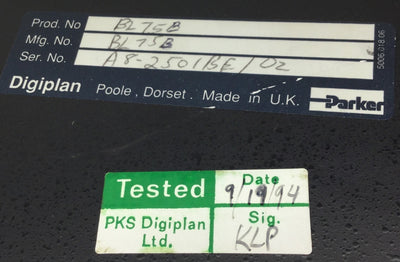 Prod. No BL75B
Mfg. No. BL75B
Ser. No. A8-2501BE/02
5006.018.06
Digiplan Poole, Dorset. Made in U.K. Parker
Tested Date 9/19/94
PKS Digiplan Ltd. Sig. KLP